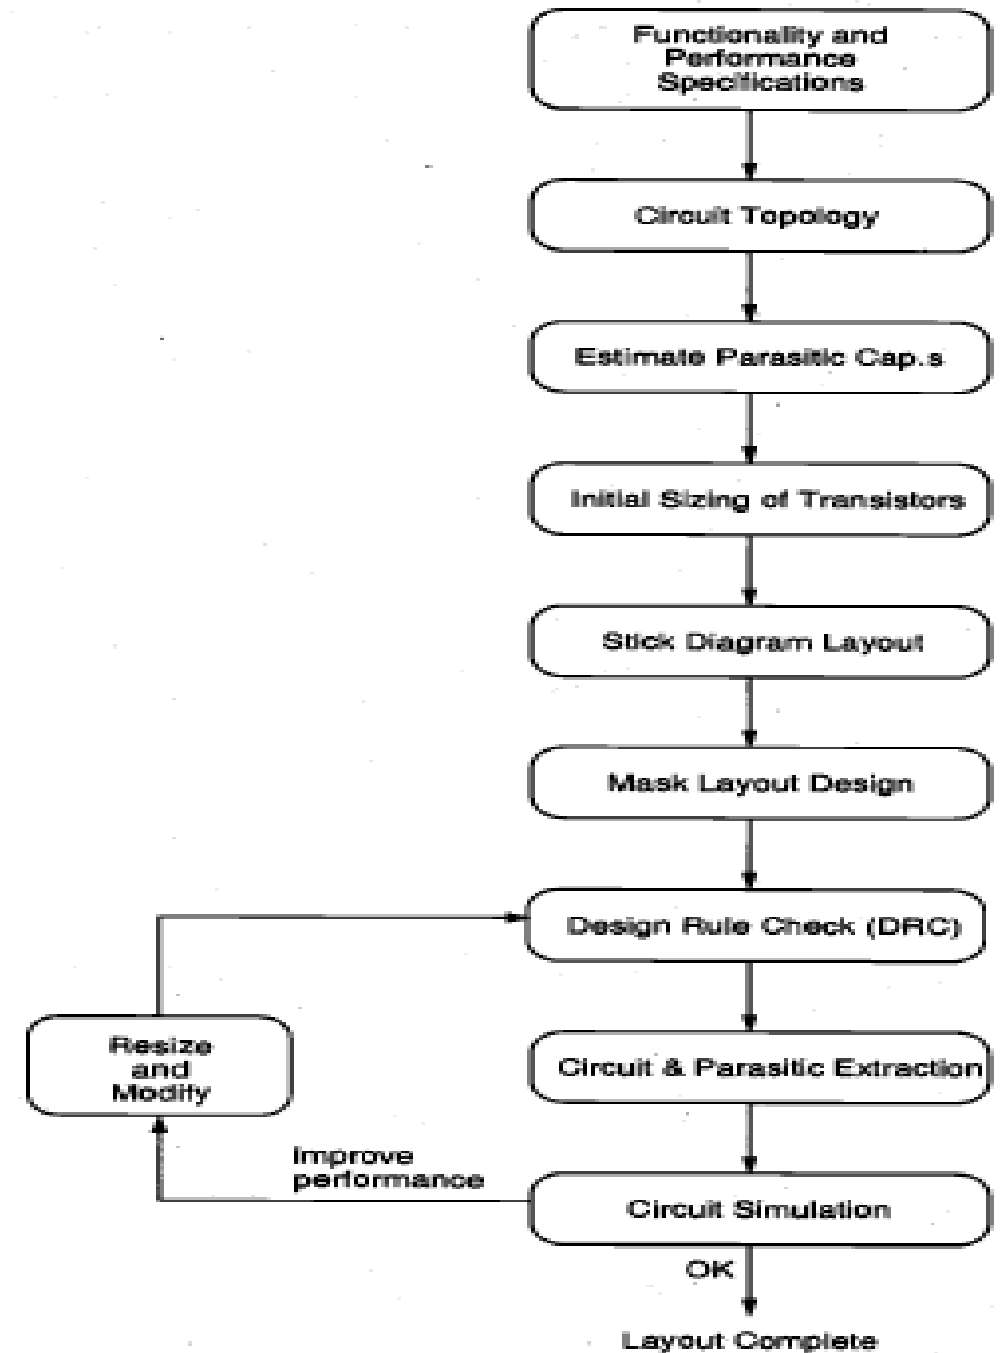 Functionality and
Performance
Specifications
Circuit Topology
Estimate Parasitic Cap.s
Initial Sizing of Transistors
Stick Diagram Layout
Mask Layout Design
Design Rule Check (DRC)
Resize
and
Modify
Circuit & Parasitic Extraction
Improve
performance
Circuit Simulation
OK
Layout Complete